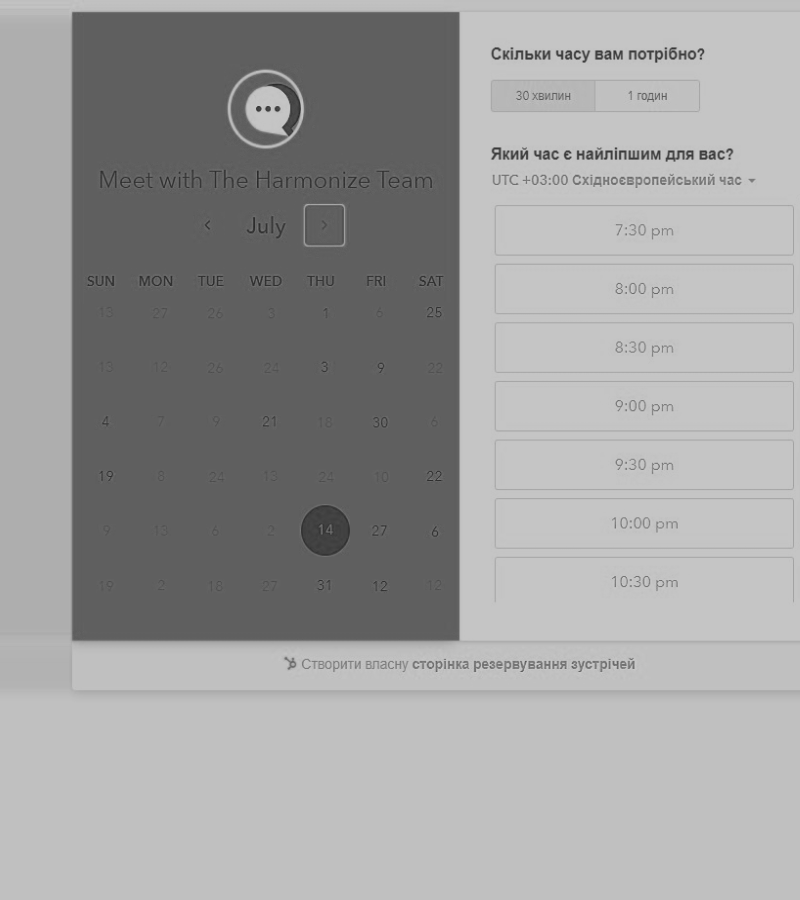 Meet with The Harmonize Team
July
SUN MON TUE WED THU FRI SAT
13 27 26 3 1 6 25
13 12 26 24 3 9 22
4 7 9 21 18 30 6
19 8 24 13 24 10 22
9 13 6 2 14 27 6
19 2 18 27 31 12 12
Скільки часу вам потрібно?
30 хвилин 1 годин
Який час є найліпшим для вас?
UTC +03:00 Східноєвропейський час
7:30 pm
8:00 pm
8:30 pm
9:00 pm
9:30 pm
10:00 pm
10:30 pm
Створити власну сторінка резервування зустрічей